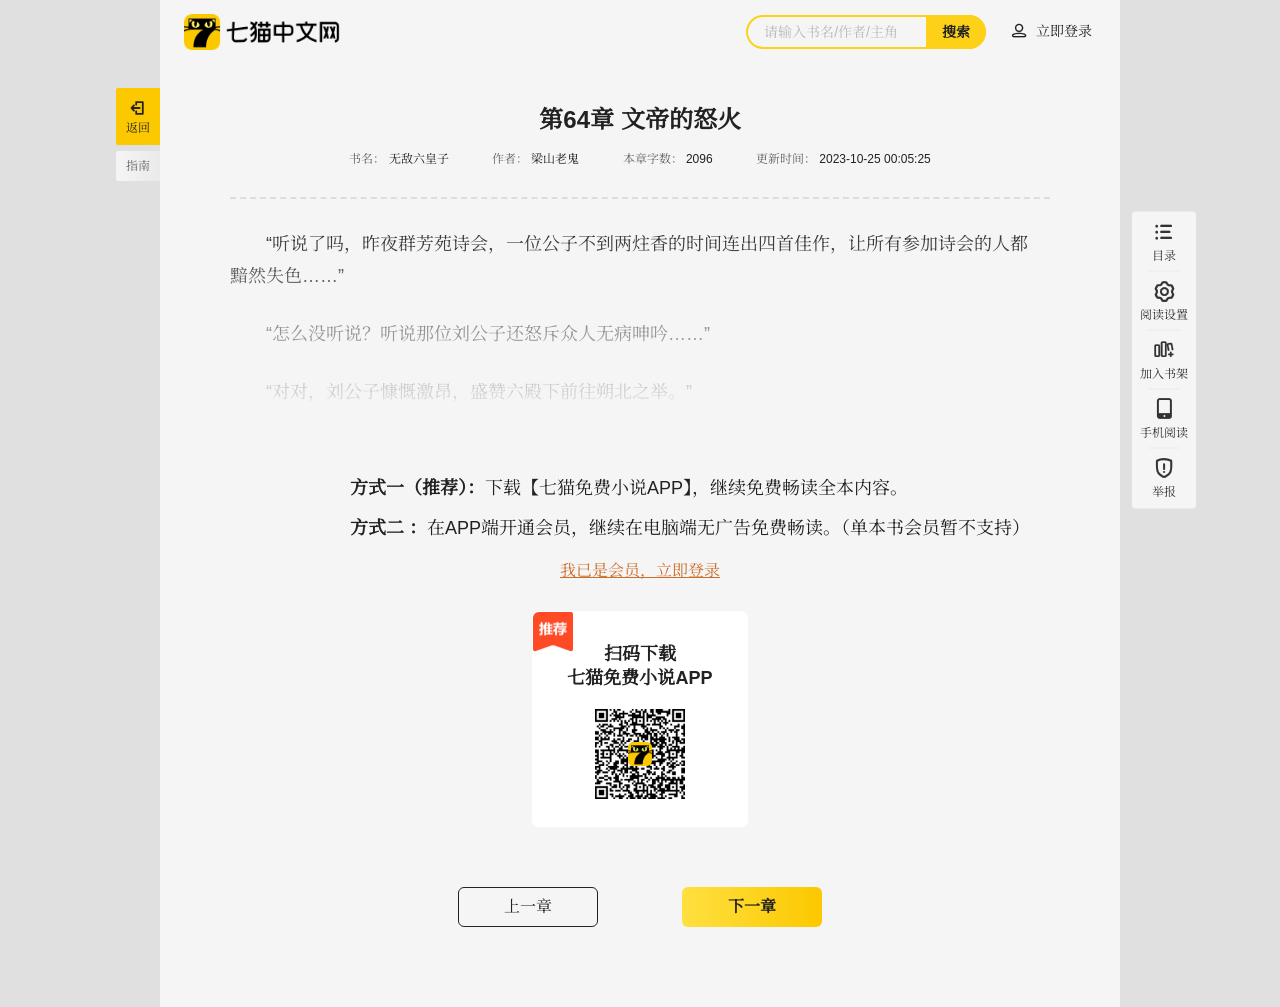 七猫中文网
请输入书名/作者/主角
搜索
立即登录
返回
指南
第64章 文帝的怒火
书名： 无敌六皇子 作者： 梁山老鬼 本章字数： 2096 更新时间： 2023-10-25 00:05:25
“听说了吗，昨夜群芳苑诗会，一位公子不到两炷香的时间连出四首佳作，让所有参加诗会的人都
黯然失色……”
“怎么没听说？听说那位刘公子还怒斥众人无病呻吟……”
“对对，刘公子慷慨激昂，盛赞六殿下前往朔北之举。”
目录
阅读设置
加入书架
手机阅读
举报
方式一（推荐）：下载【七猫免费小说APP】，继续免费畅读全本内容。
方式二 ：在APP端开通会员，继续在电脑端无广告免费畅读。（单本书会员暂不支持）
我已是会员，立即登录
推荐
扫码下载
七猫免费小说APP
上一章
下一章